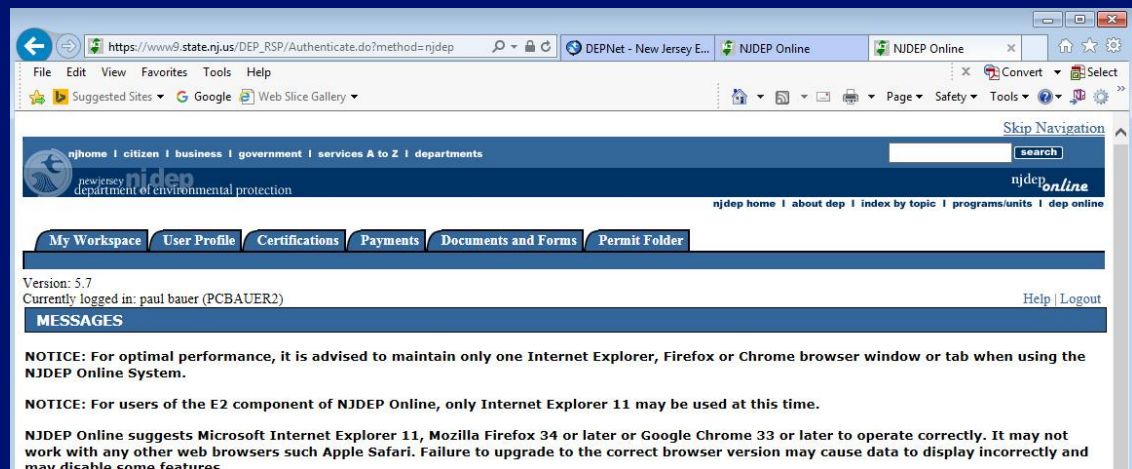 https://www9.state.nj.us/DEP_RSP/Authenticate.do?method=njdep
DEPNet - New Jersey E...
NJDEP Online
NJDEP Online
File Edit View Favorites Tools Help
Convert Select
Suggested Sites Google Web Slice Gallery
Page Safety Tools
Skip Navigation
njhome | citizen | business | government | services A to Z | departments
search
newjersey njdep
department of environmental protection
njdeponline
njdep home | about dep | index by topic | programs/units | dep online
My Workspace User Profile Certifications Payments Documents and Forms Permit Folder
Version: 5.7
Currently logged in: paul bauer (PCBAUER2)
Help | Logout
MESSAGES
NOTICE: For optimal performance, it is advised to maintain only one Internet Explorer, Firefox or Chrome browser window or tab when using the
NJDEP Online System.
NOTICE: For users of the E2 component of NJDEP Online, only Internet Explorer 11 may be used at this time.
NJDEP Online suggests Microsoft Internet Explorer 11, Mozilla Firefox 34 or later or Google Chrome 33 or later to operate correctly. It may not
work with any other web browsers such Apple Safari. Failure to upgrade to the correct browser version may cause data to display incorrectly and
may disable some features.